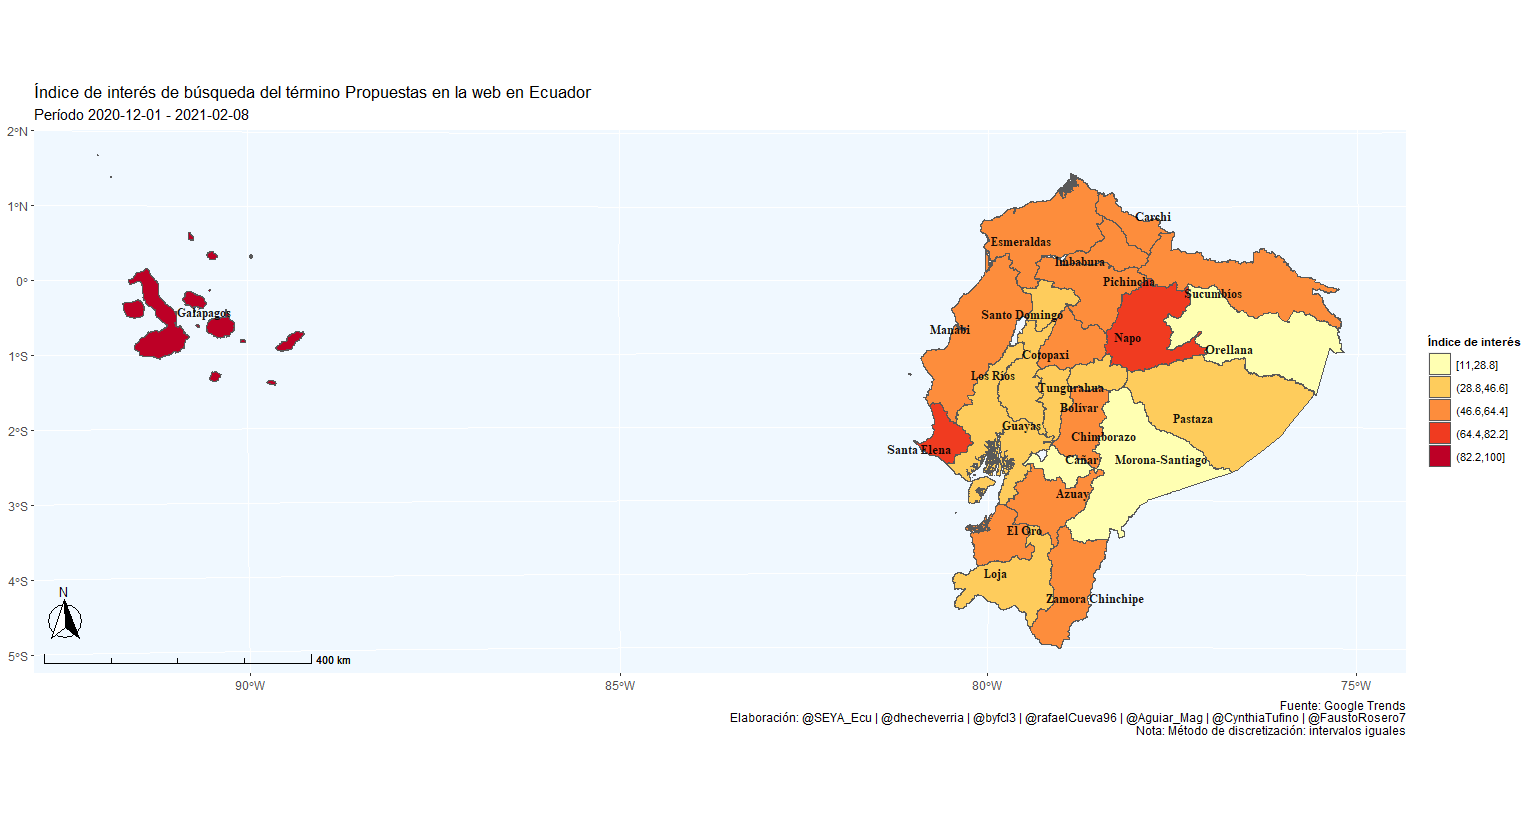 Índice de interés de búsqueda del término Propuestas en la web en Ecuador
Período 2020-12-01 - 2021-02-08
2°N
1°N
0°
1°S
2°S
3°S
4°S
5°S
Galapagos
Carchi
Esmeraldas
Imbabura
Pichincha
Sucumbios
Santo Domingo
Manabi
Napo
Orellana
Cotopaxi
Los Ríos
Tungurahua
Bolívar
Pastaza
Guayas
Chimborazo
Santa Elena
Cañar
Morona-Santiago
Azuay
El Oro
Loja
Zamora Chinchipe
N
400 km
90°W
85°W
80°W
75°W
Índice de interés
[11,28.8]
(28.8,46.6]
(46.6,64.4]
(64.4,82.2]
(82.2,100]
Fuente: Google Trends
Elaboración: @SEYA_Ecu | @dhecheverria | @byfcl3 | @rafaelCueva96 | @Aguiar_Mag | @CynthiaTufino | @FaustoRosero7
Nota: Método de discretización: intervalos iguales